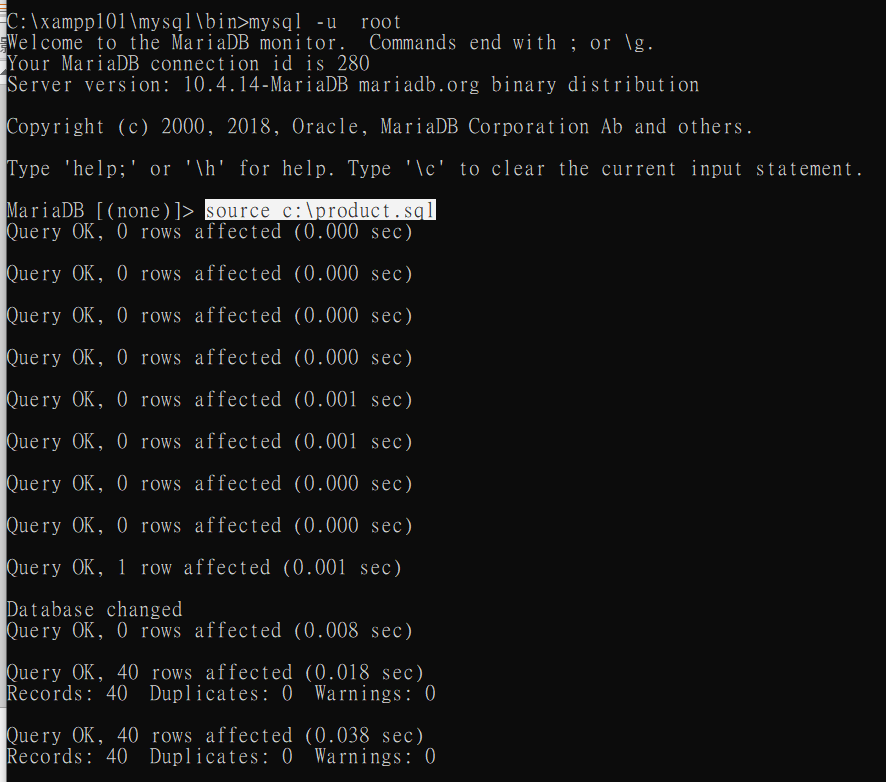 C:\xampp101\mysql\bin>mysql -u  root
Welcome to the MariaDB monitor.  Commands end with ; or \g.
Your MariaDB connection id is 280
Server version: 10.4.14-MariaDB mariadb.org binary distribution
Copyright (c) 2000, 2018, Oracle, MariaDB Corporation Ab and others.
Type 'help;' or '\h' for help. Type '\c' to clear the current input statement.
MariaDB [(none)]> source c:\product.sql
Query OK, 0 rows affected (0.000 sec)
Query OK, 0 rows affected (0.000 sec)
Query OK, 0 rows affected (0.000 sec)
Query OK, 0 rows affected (0.000 sec)
Query OK, 0 rows affected (0.001 sec)
Query OK, 0 rows affected (0.001 sec)
Query OK, 0 rows affected (0.000 sec)
Query OK, 0 rows affected (0.000 sec)
Query OK, 1 row affected (0.001 sec)
Database changed
Query OK, 0 rows affected (0.008 sec)
Query OK, 40 rows affected (0.018 sec)
Records: 40  Duplicates: 0  Warnings: 0
Query OK, 40 rows affected (0.038 sec)
Records: 40  Duplicates: 0  Warnings: 0